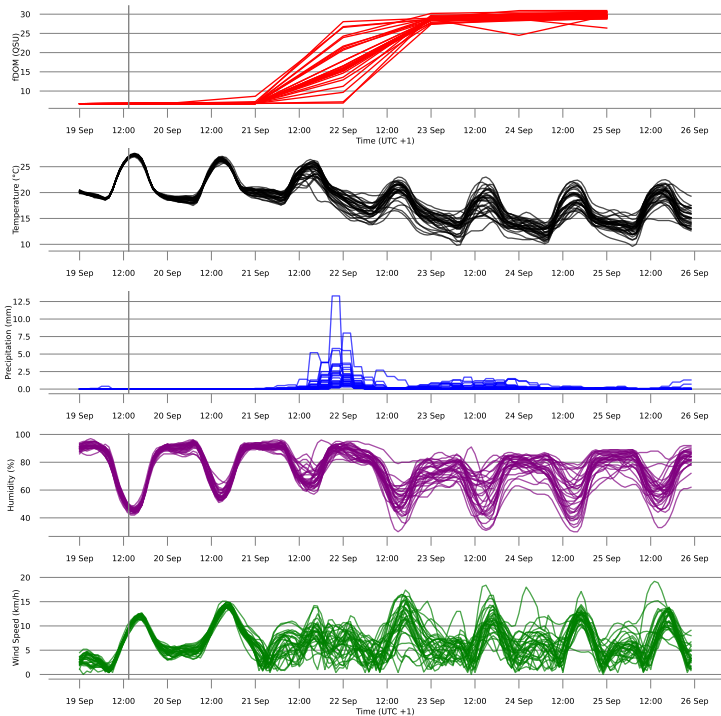 fDOM (QSU)
30
25
20
15
10
19 Sep 12:00 20 Sep 12:00 21 Sep 12:00 22 Sep 12:00 23 Sep 12:00 24 Sep 12:00 25 Sep 12:00 26 Sep
Time (UTC +1)
Temperature (°C)
25
20
15
10
19 Sep 12:00 20 Sep 12:00 21 Sep 12:00 22 Sep 12:00 23 Sep 12:00 24 Sep 12:00 25 Sep 12:00 26 Sep
Precipitation (mm)
12.5
10.0
7.5
5.0
2.5
0.0
19 Sep 12:00 20 Sep 12:00 21 Sep 12:00 22 Sep 12:00 23 Sep 12:00 24 Sep 12:00 25 Sep 12:00 26 Sep
Humidity (%)
100
80
60
40
19 Sep 12:00 20 Sep 12:00 21 Sep 12:00 22 Sep 12:00 23 Sep 12:00 24 Sep 12:00 25 Sep 12:00 26 Sep
Wind Speed (km/h)
20
15
10
5
0
19 Sep 12:00 20 Sep 12:00 21 Sep 12:00 22 Sep 12:00 23 Sep 12:00 24 Sep 12:00 25 Sep 12:00 26 Sep
Time (UTC +1)